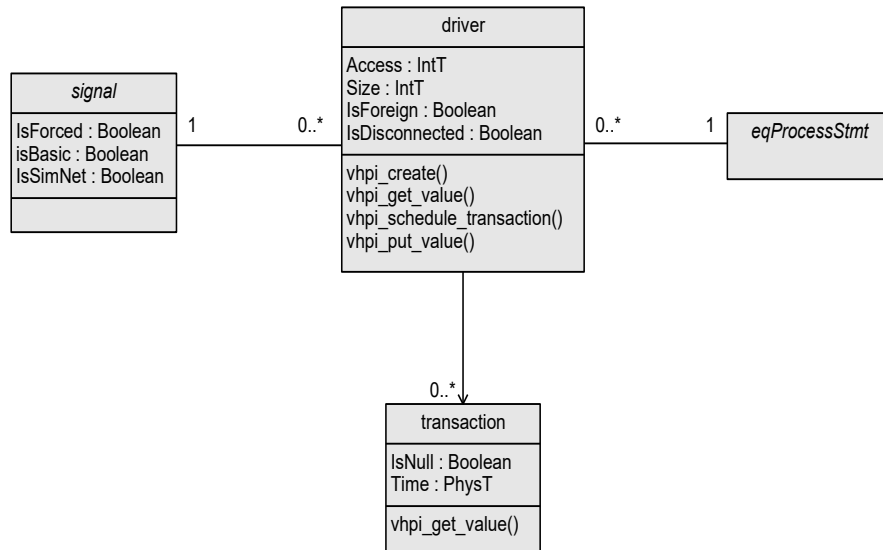 driver
Access : IntT
Size : IntT
IsForeign : Boolean
IsDisconnected : Boolean
vhpi_create()
vhpi_get_value()
vhpi_schedule_transaction()
vhpi_put_value()
signal
IsForced : Boolean
isBasic : Boolean
IsSimNet : Boolean
1
0..*
0..*
1
eqProcessStmt
0..*
transaction
IsNull : Boolean
Time : PhysT
vhpi_get_value()